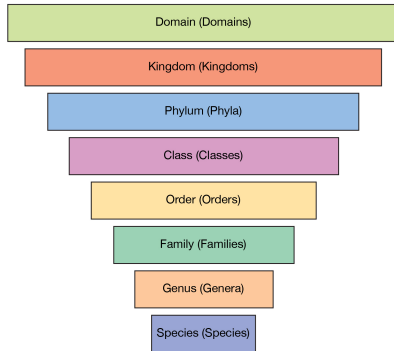 Domain (Domains)
Kingdom (Kingdoms)
Phylum (Phyla)
Class (Classes)
Order (Orders)
Family (Families)
Genus (Genera)
Species (Species)